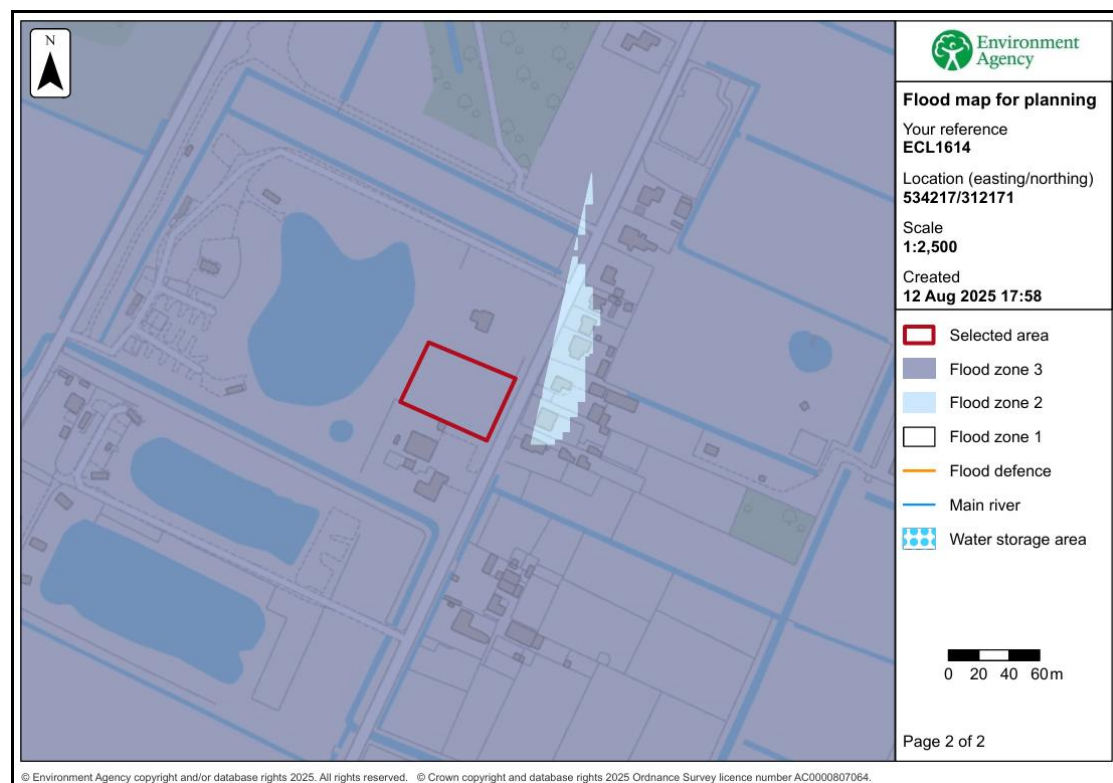 N
Environment
Agency
Flood map for planning
Your reference
ECL1614
Location (easting/northing)
534217/312171
Scale
1:2,500
Created
12 Aug 2025 17:58
Selected area
Flood zone 3
Flood zone 2
Flood zone 1
Flood defence
Main river
Water storage area
0 20 40 60m
Page 2 of 2
© Environment Agency copyright and/or database rights 2025. All rights reserved. © Crown copyright and database rights 2025 Ordnance Survey licence number AC0000807064.